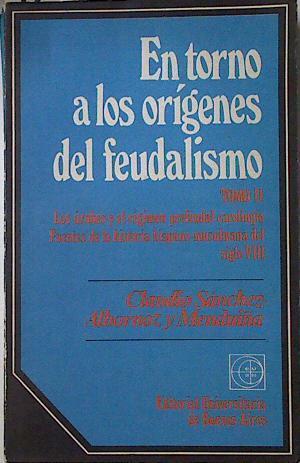 En torno
a los orígenes
del feudalismo
TOMO II
Los árabes y el régimen prefeudal carolingio
Fuentes de la historia hispano-musulmana del
siglo VIII
Claudio Sánchez
Albornoz y Menduiña
Editorial Universitaria
de Buenos Aires